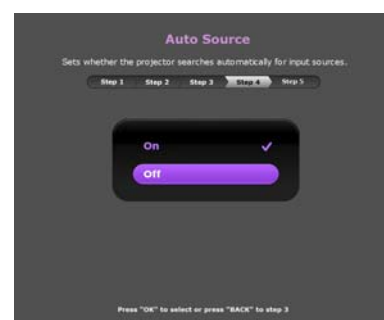 Auto Source
Sets whether the projector searches automatically for input sources.
Step 1 Step 2 Step 3 Step 4 Step 5
On
Off
Press "OK" to select or press "BACK" to step 3